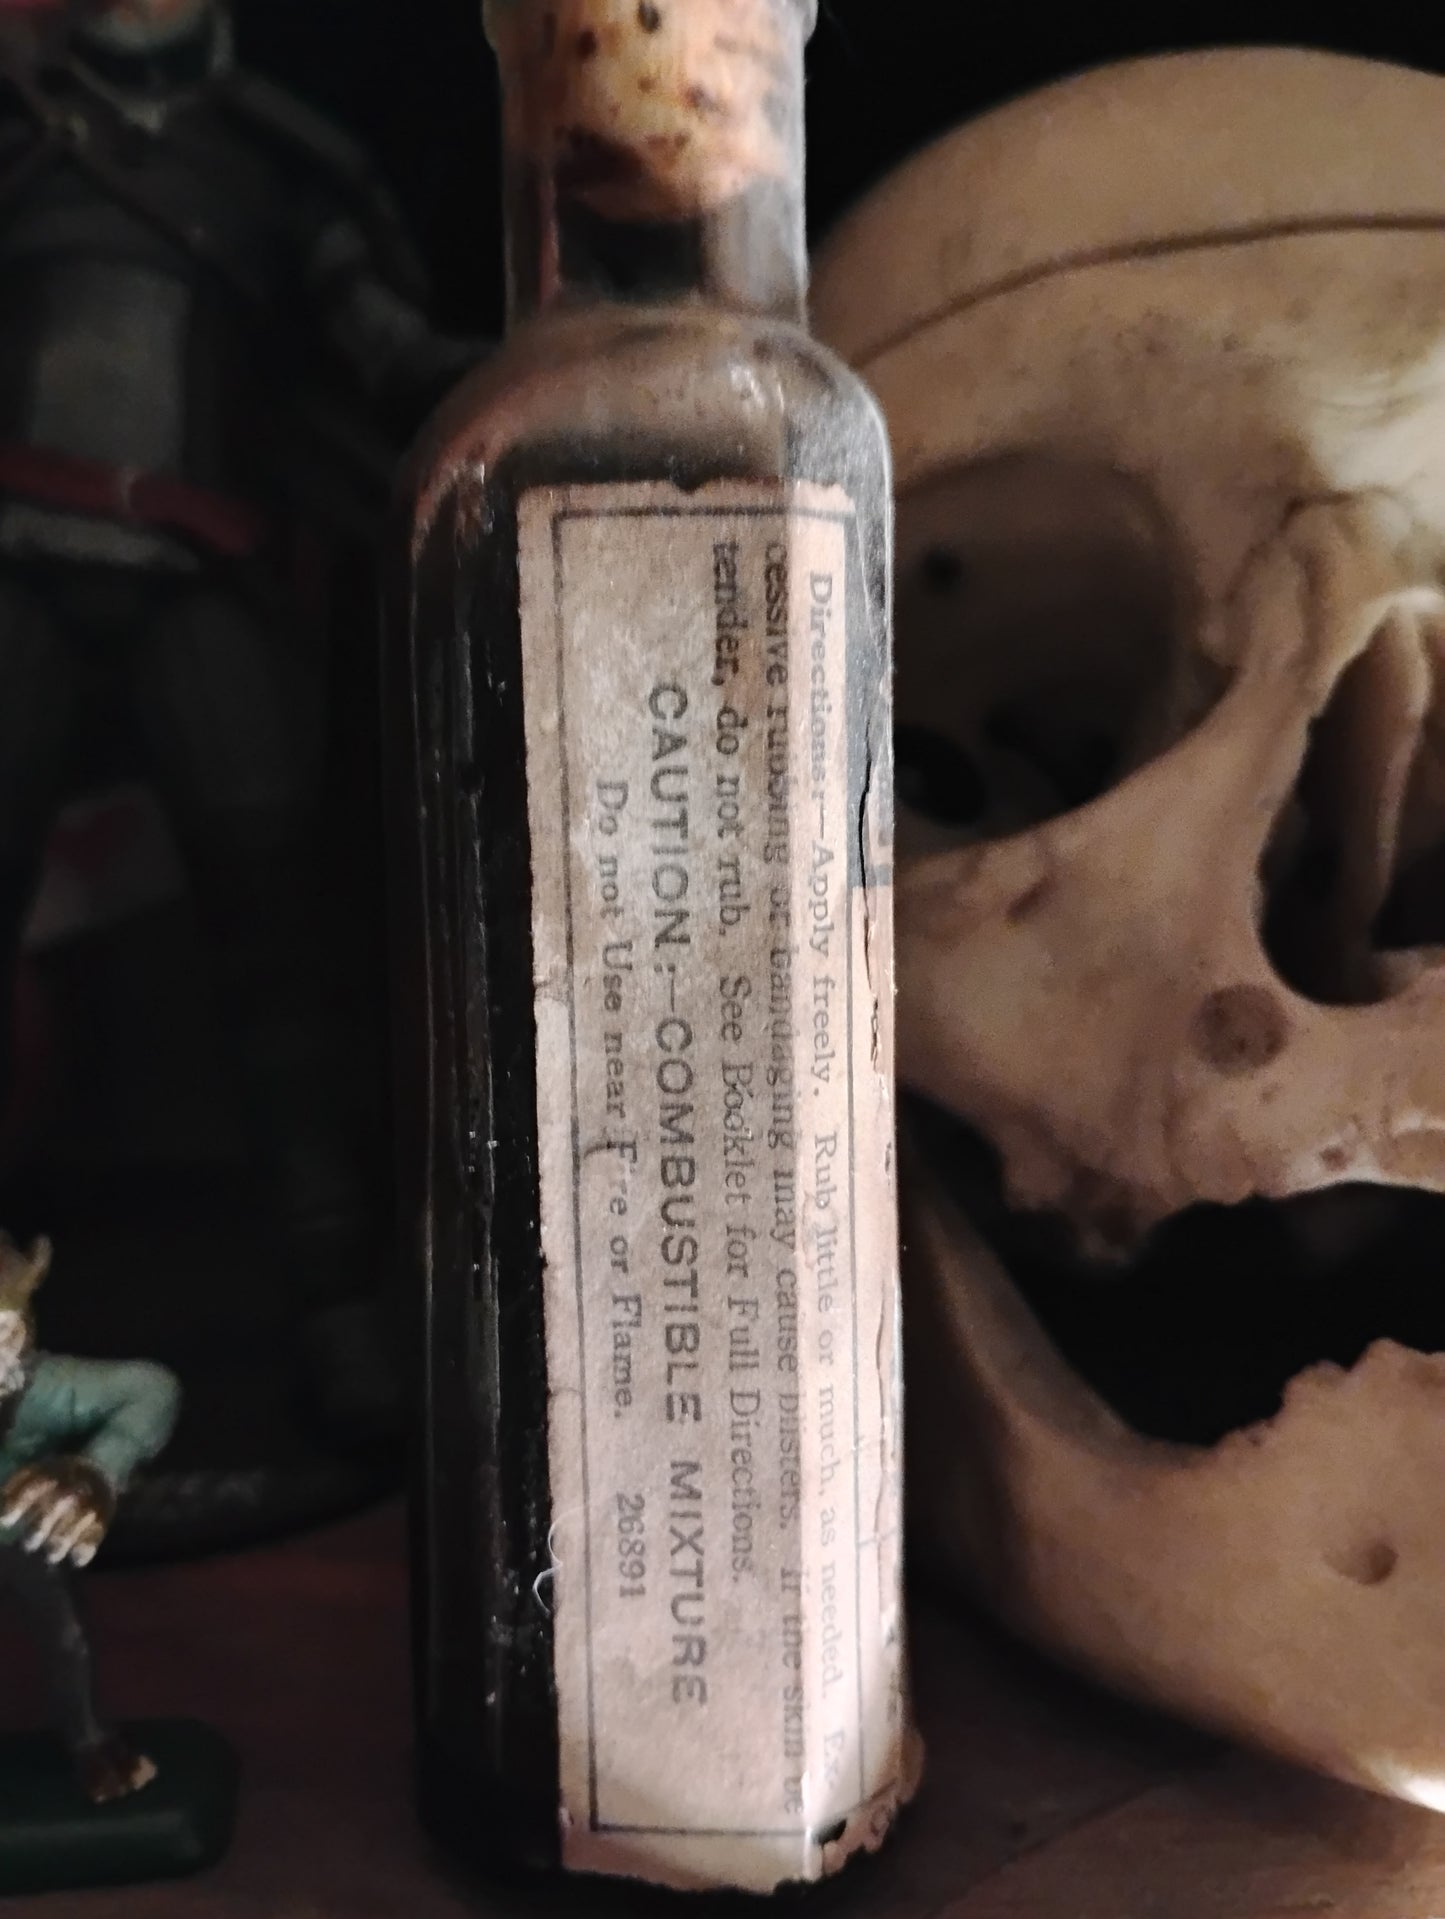 Directions:—Apply freely. Rub little or much, as needed. Ex-
cessive rubbing or bandaging may cause blisters. If the skin be
tender, do not rub. See Booklet for Full Directions.
CAUTION:—COMBUSTIBLE MIXTURE
Do not Use near Fire or Flame. 26891